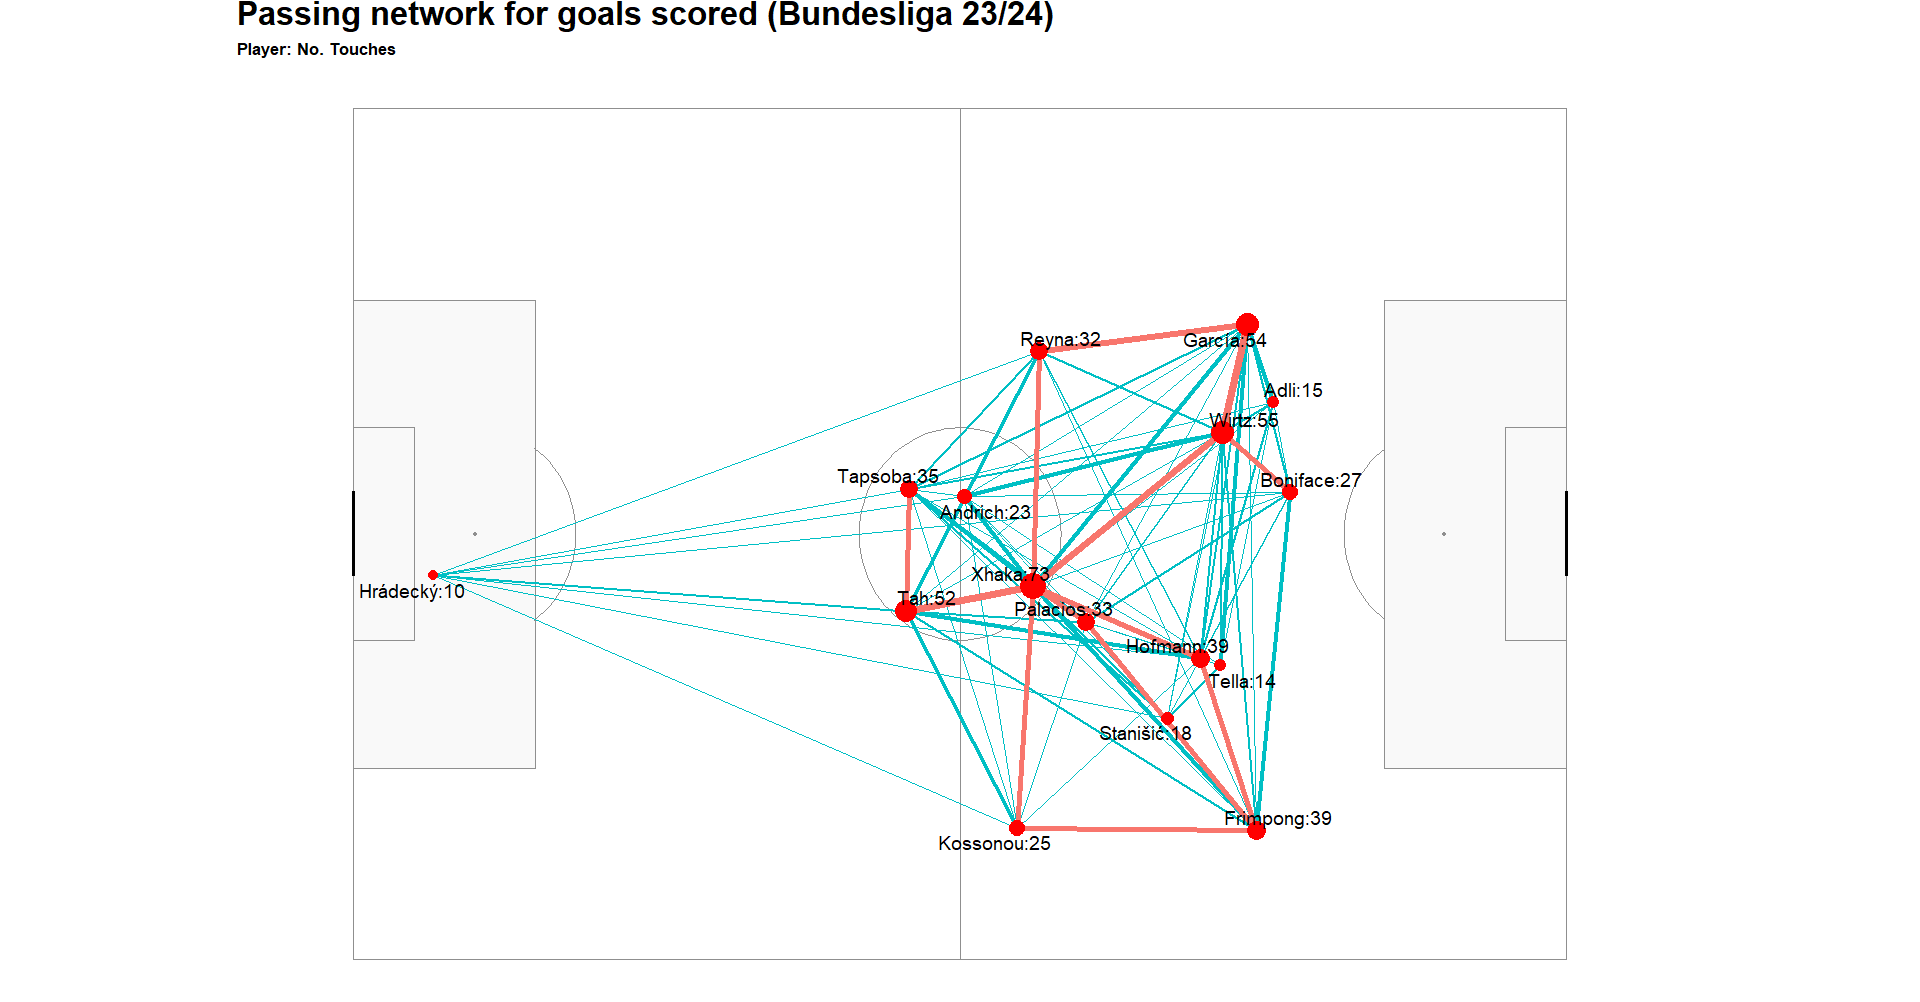 Passing network for goals scored (Bundesliga 23/24)
Player: No. Touches
Reyna:32
García:54
Adli:15
Wirtz:55
Tapsoba:35
Boniface:27
Andrich:23
Xhaka:73
Hrádecký:10
Tah:52
Palacios:33
Hofmann:39
Tella:14
Stanišić:18
Frimpong:39
Kossonou:25